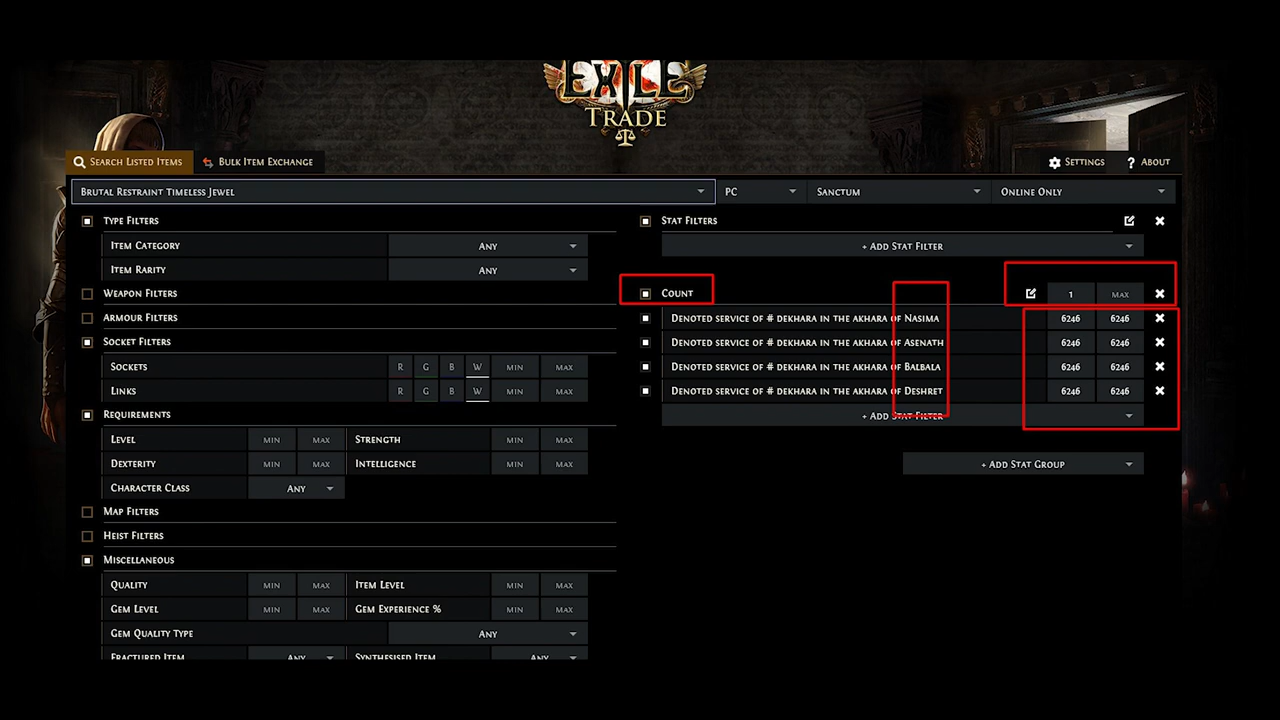 EXILE
TRADE
SEARCH LISTED ITEMS
BULK ITEM EXCHANGE
SETTINGS
? ABOUT
BRUTAL RESTRAINT TIMELESS JEWEL
PC
SANCTUM
ONLINE ONLY
TYPE FILTERS
ITEM CATEGORY ANY
ITEM RARITY ANY
WEAPON FILTERS
ARMOUR FILTERS
SOCKET FILTERS
SOCKETS R G B W MIN MAX
LINKS R G B W MIN MAX
REQUIREMENTS
LEVEL MIN MAX STRENGTH MIN MAX
DEXTERITY MIN MAX INTELLIGENCE MIN MAX
CHARACTER CLASS ANY
MAP FILTERS
HEIST FILTERS
MISCELLANEOUS
QUALITY MIN MAX ITEM LEVEL MIN MAX
GEM LEVEL MIN MAX GEM EXPERIENCE % MIN MAX
GEM QUALITY TYPE ANY
FRACTURED ITEM ANY SYNTHESISED ITEM ANY
STAT FILTERS
+ ADD STAT FILTER
COUNT 1 MAX
DENOTED SERVICE OF # DEKHARA IN THE AKHARA OF NASIMA 6246 6246
DENOTED SERVICE OF # DEKHARA IN THE AKHARA OF ASENATH 6246 6246
DENOTED SERVICE OF # DEKHARA IN THE AKHARA OF BALBALA 6246 6246
DENOTED SERVICE OF # DEKHARA IN THE AKHARA OF DESHRET 6246 6246
+ ADD STAT FILTER
+ ADD STAT GROUP